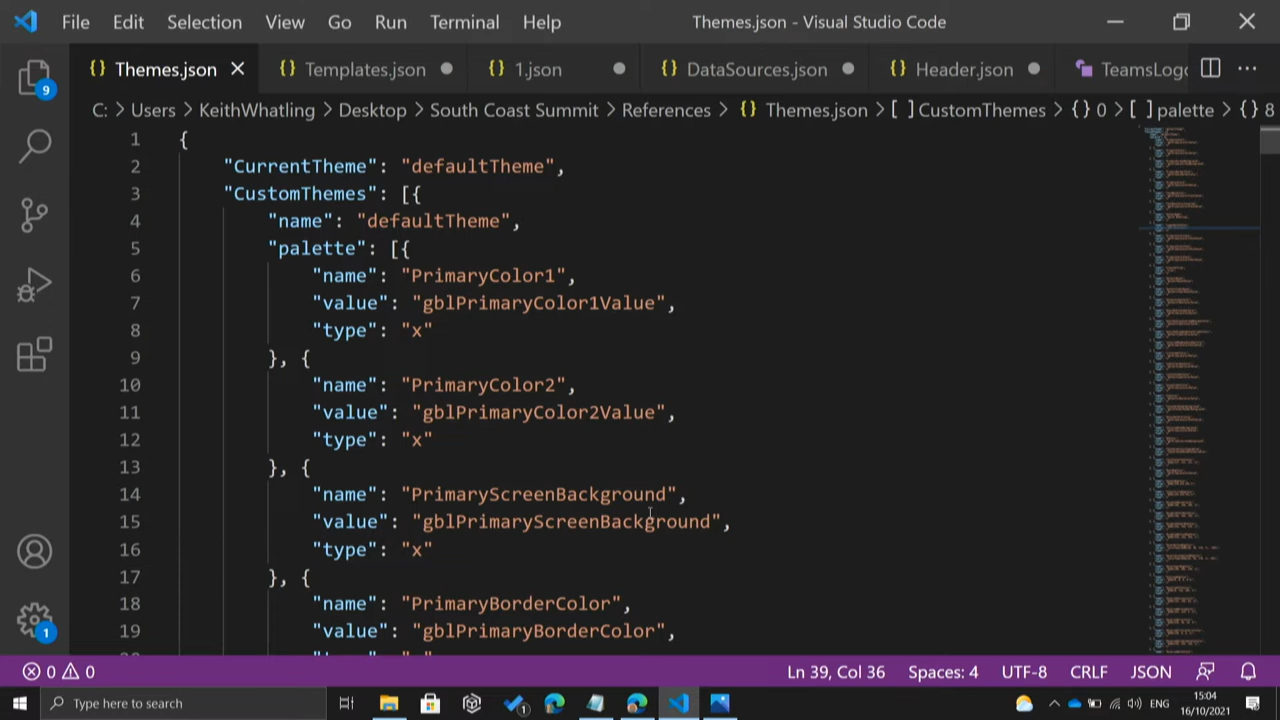 File Edit Selection View Go Run Terminal Help Themes.json - Visual Studio Code
{} Themes.json {} Templates.json {} 1.json {} DataSources.json {} Header.json TeamsLogo
C: > Users > KeithWhatling > Desktop > South Coast Summit > References > {} Themes.json > [ ] CustomThemes > {} 0 > [ ] palette > {} 8
1 {
2 "CurrentTheme": "defaultTheme",
3 "CustomThemes": [{
4 "name": "defaultTheme",
5 "palette": [{
6 "name": "PrimaryColor1",
7 "value": "gblPrimaryColor1Value",
8 "type": "x"
9 }, {
10 "name": "PrimaryColor2",
11 "value": "gblPrimaryColor2Value",
12 "type": "x"
13 }, {
14 "name": "PrimaryScreenBackground",
15 "value": "gblPrimaryScreenBackground",
16 "type": "x"
17 }, {
18 "name": "PrimaryBorderColor",
19 "value": "gblPrimaryBorderColor",
9
1
0 0 Ln 39, Col 36 Spaces: 4 UTF-8 CRLF JSON
Type here to search 1 ENG 15:04
16/10/2021